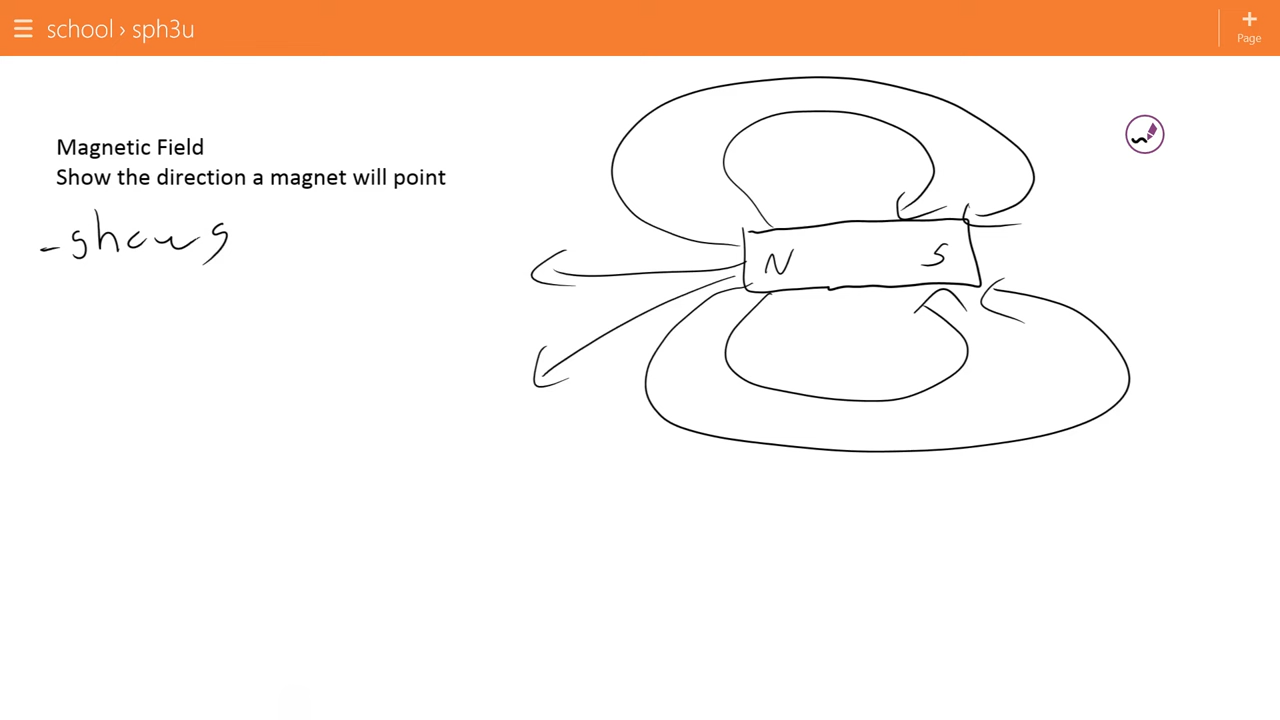 school › sph3u
Page
Magnetic Field
Show the direction a magnet will point
- shows
N S